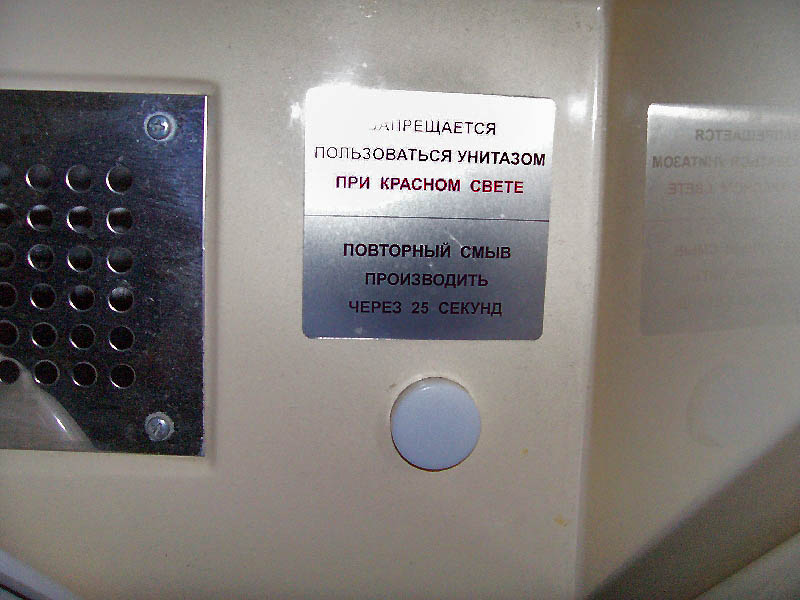 ЗАПРЕЩАЕТСЯ
ПОЛЬЗОВАТЬСЯ УНИТАЗОМ
ПРИ КРАСНОМ СВЕТЕ
ПОВТОРНЫЙ СМЫВ
ПРОИЗВОДИТЬ
ЧЕРЕЗ 25 СЕКУНД